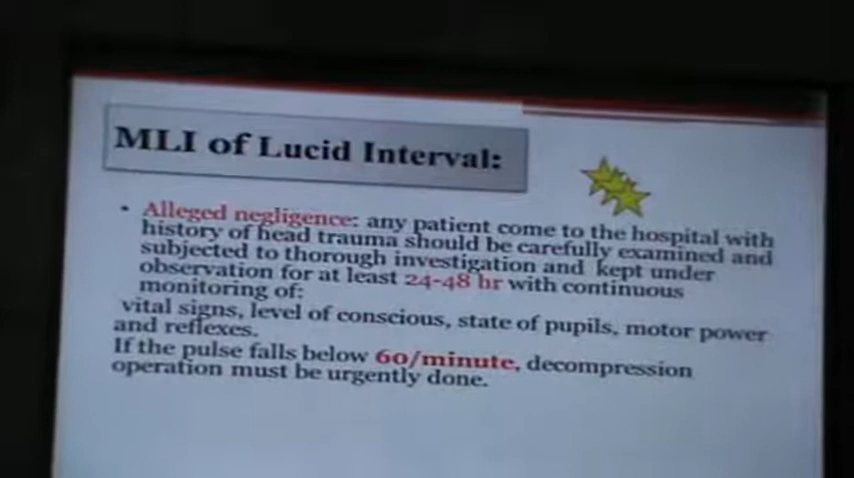 MLI of Lucid Interval:
• Alleged negligence: any patient come to the hospital with
history of head trauma should be carefully examined and
subjected to thorough investigation and kept under
observation for at least 24-48 hr with continuous
monitoring of:
vital signs, level of conscious, state of pupils, motor power
and reflexes.
If the pulse falls below 60/minute, decompression
operation must be urgently done.